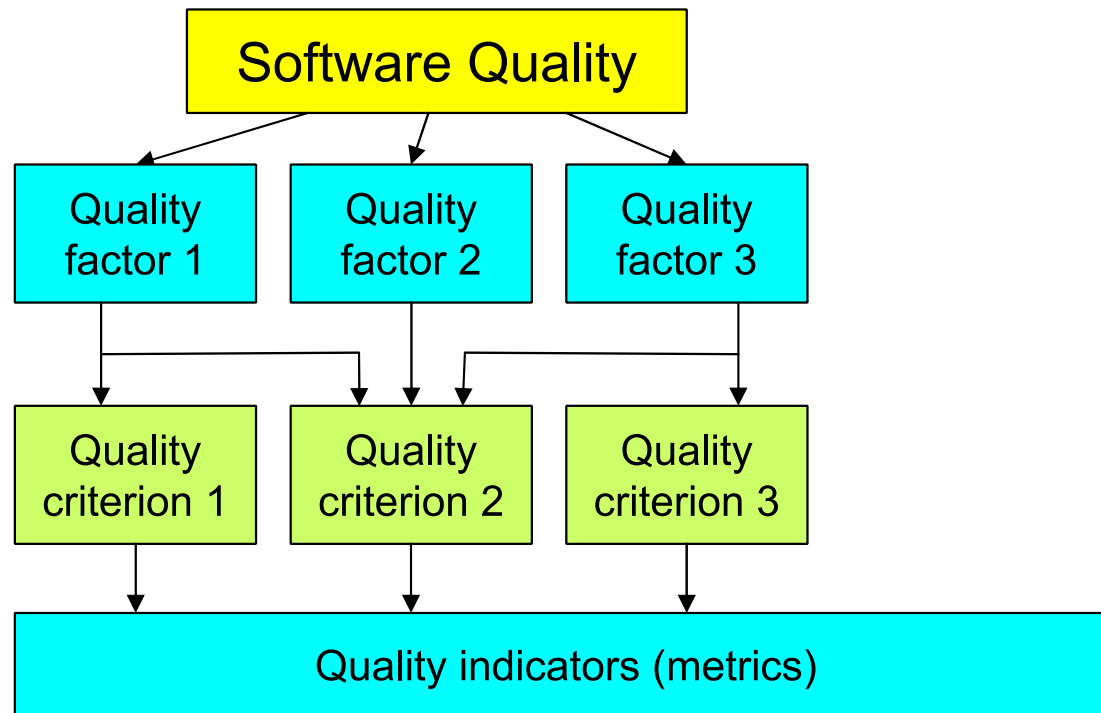 Software Quality
Quality
factor 1
Quality
factor 2
Quality
factor 3
Quality
criterion 1
Quality
criterion 2
Quality
criterion 3
Quality indicators (metrics)